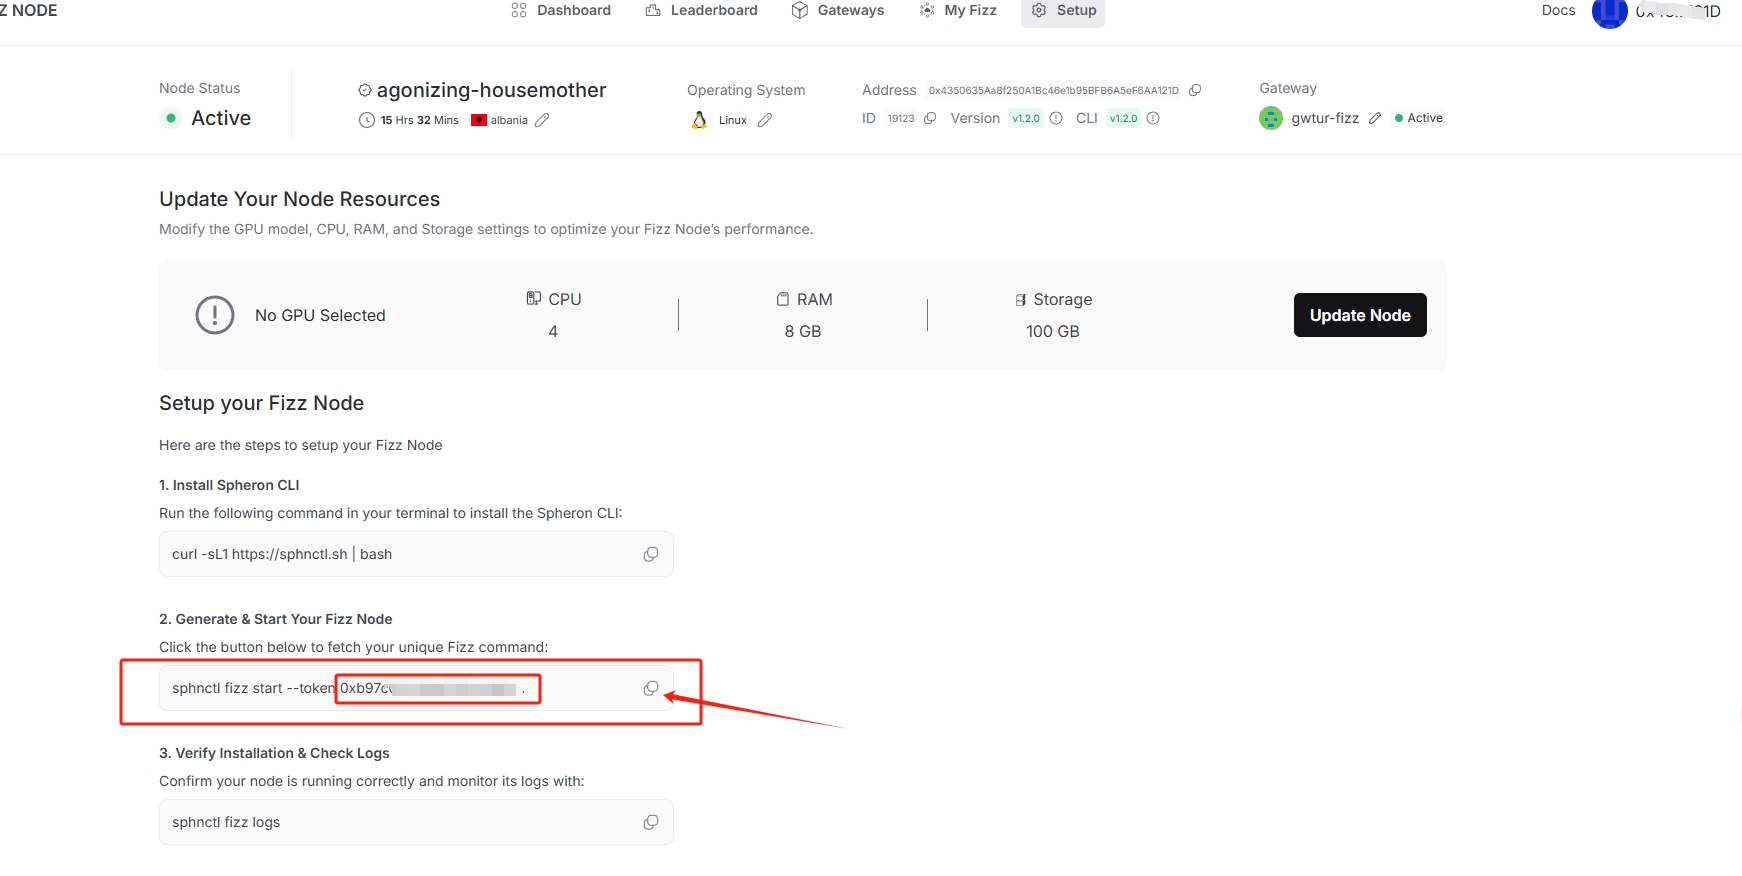 Z NODE Dashboard Leaderboard Gateways My Fizz Setup Docs
Node Status
Active
agonizing-housemother
15 Hrs 32 Mins albania
Operating System
Linux
Address 0x4350635Aa8f250A1Bc46e1b95BFB6A5eF6AA121D
ID 19123 Version v1.2.0 CLI v1.2.0
Gateway
gwtur-fizz Active
Update Your Node Resources
Modify the GPU model, CPU, RAM, and Storage settings to optimize your Fizz Node's performance.
No GPU Selected
CPU
4
RAM
8 GB
Storage
100 GB
Update Node
Setup your Fizz Node
Here are the steps to setup your Fizz Node
1. Install Spheron CLI
Run the following command in your terminal to install the Spheron CLI:
curl -sL1 https://sphnctl.sh | bash
2. Generate & Start Your Fizz Node
Click the button below to fetch your unique Fizz command:
sphnctl fizz start --token 0xb97c
3. Verify Installation & Check Logs
Confirm your node is running correctly and monitor its logs with:
sphnctl fizz logs